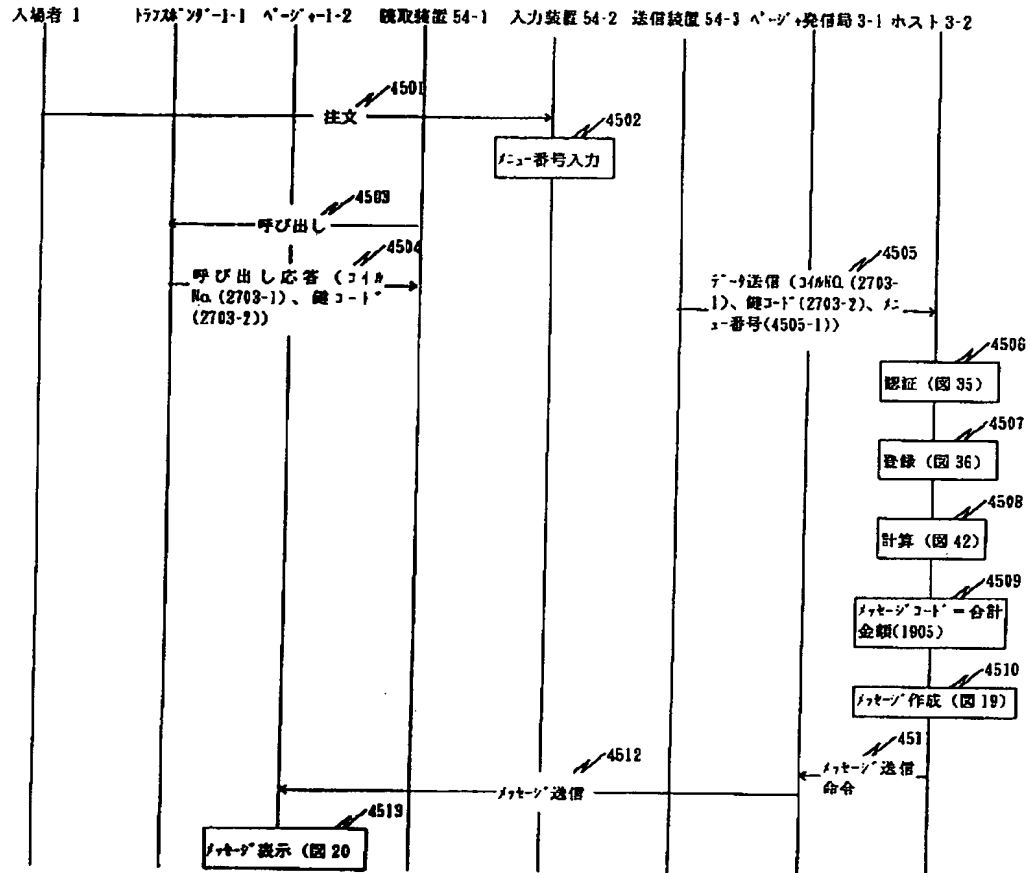 入場者 1 トランスポンダー1-1 ページャー1-2 読取装置 54-1 入力装置 54-2 送信装置 54-3 ページャ発信局 3-1 ホスト 3-2
4501
注文
4502
メニュー番号入力
4503
呼び出し
4504
呼び出し応答（コイル
No.(2703-1)、鍵コード
(2703-2))
4505
データ送信（コイルNO.(2703-
1)、鍵コード(2703-2)、メニ
ュー番号(4505-1))
4506
認証（図 35）
4507
登録（図 36）
4508
計算（図 42）
4509
メッセージコード＝合計
金額(1905)
4510
メッセージ作成（図 19）
451
メッセージ送信
命令
4512
メッセージ送信
4513
メッセージ表示（図 20